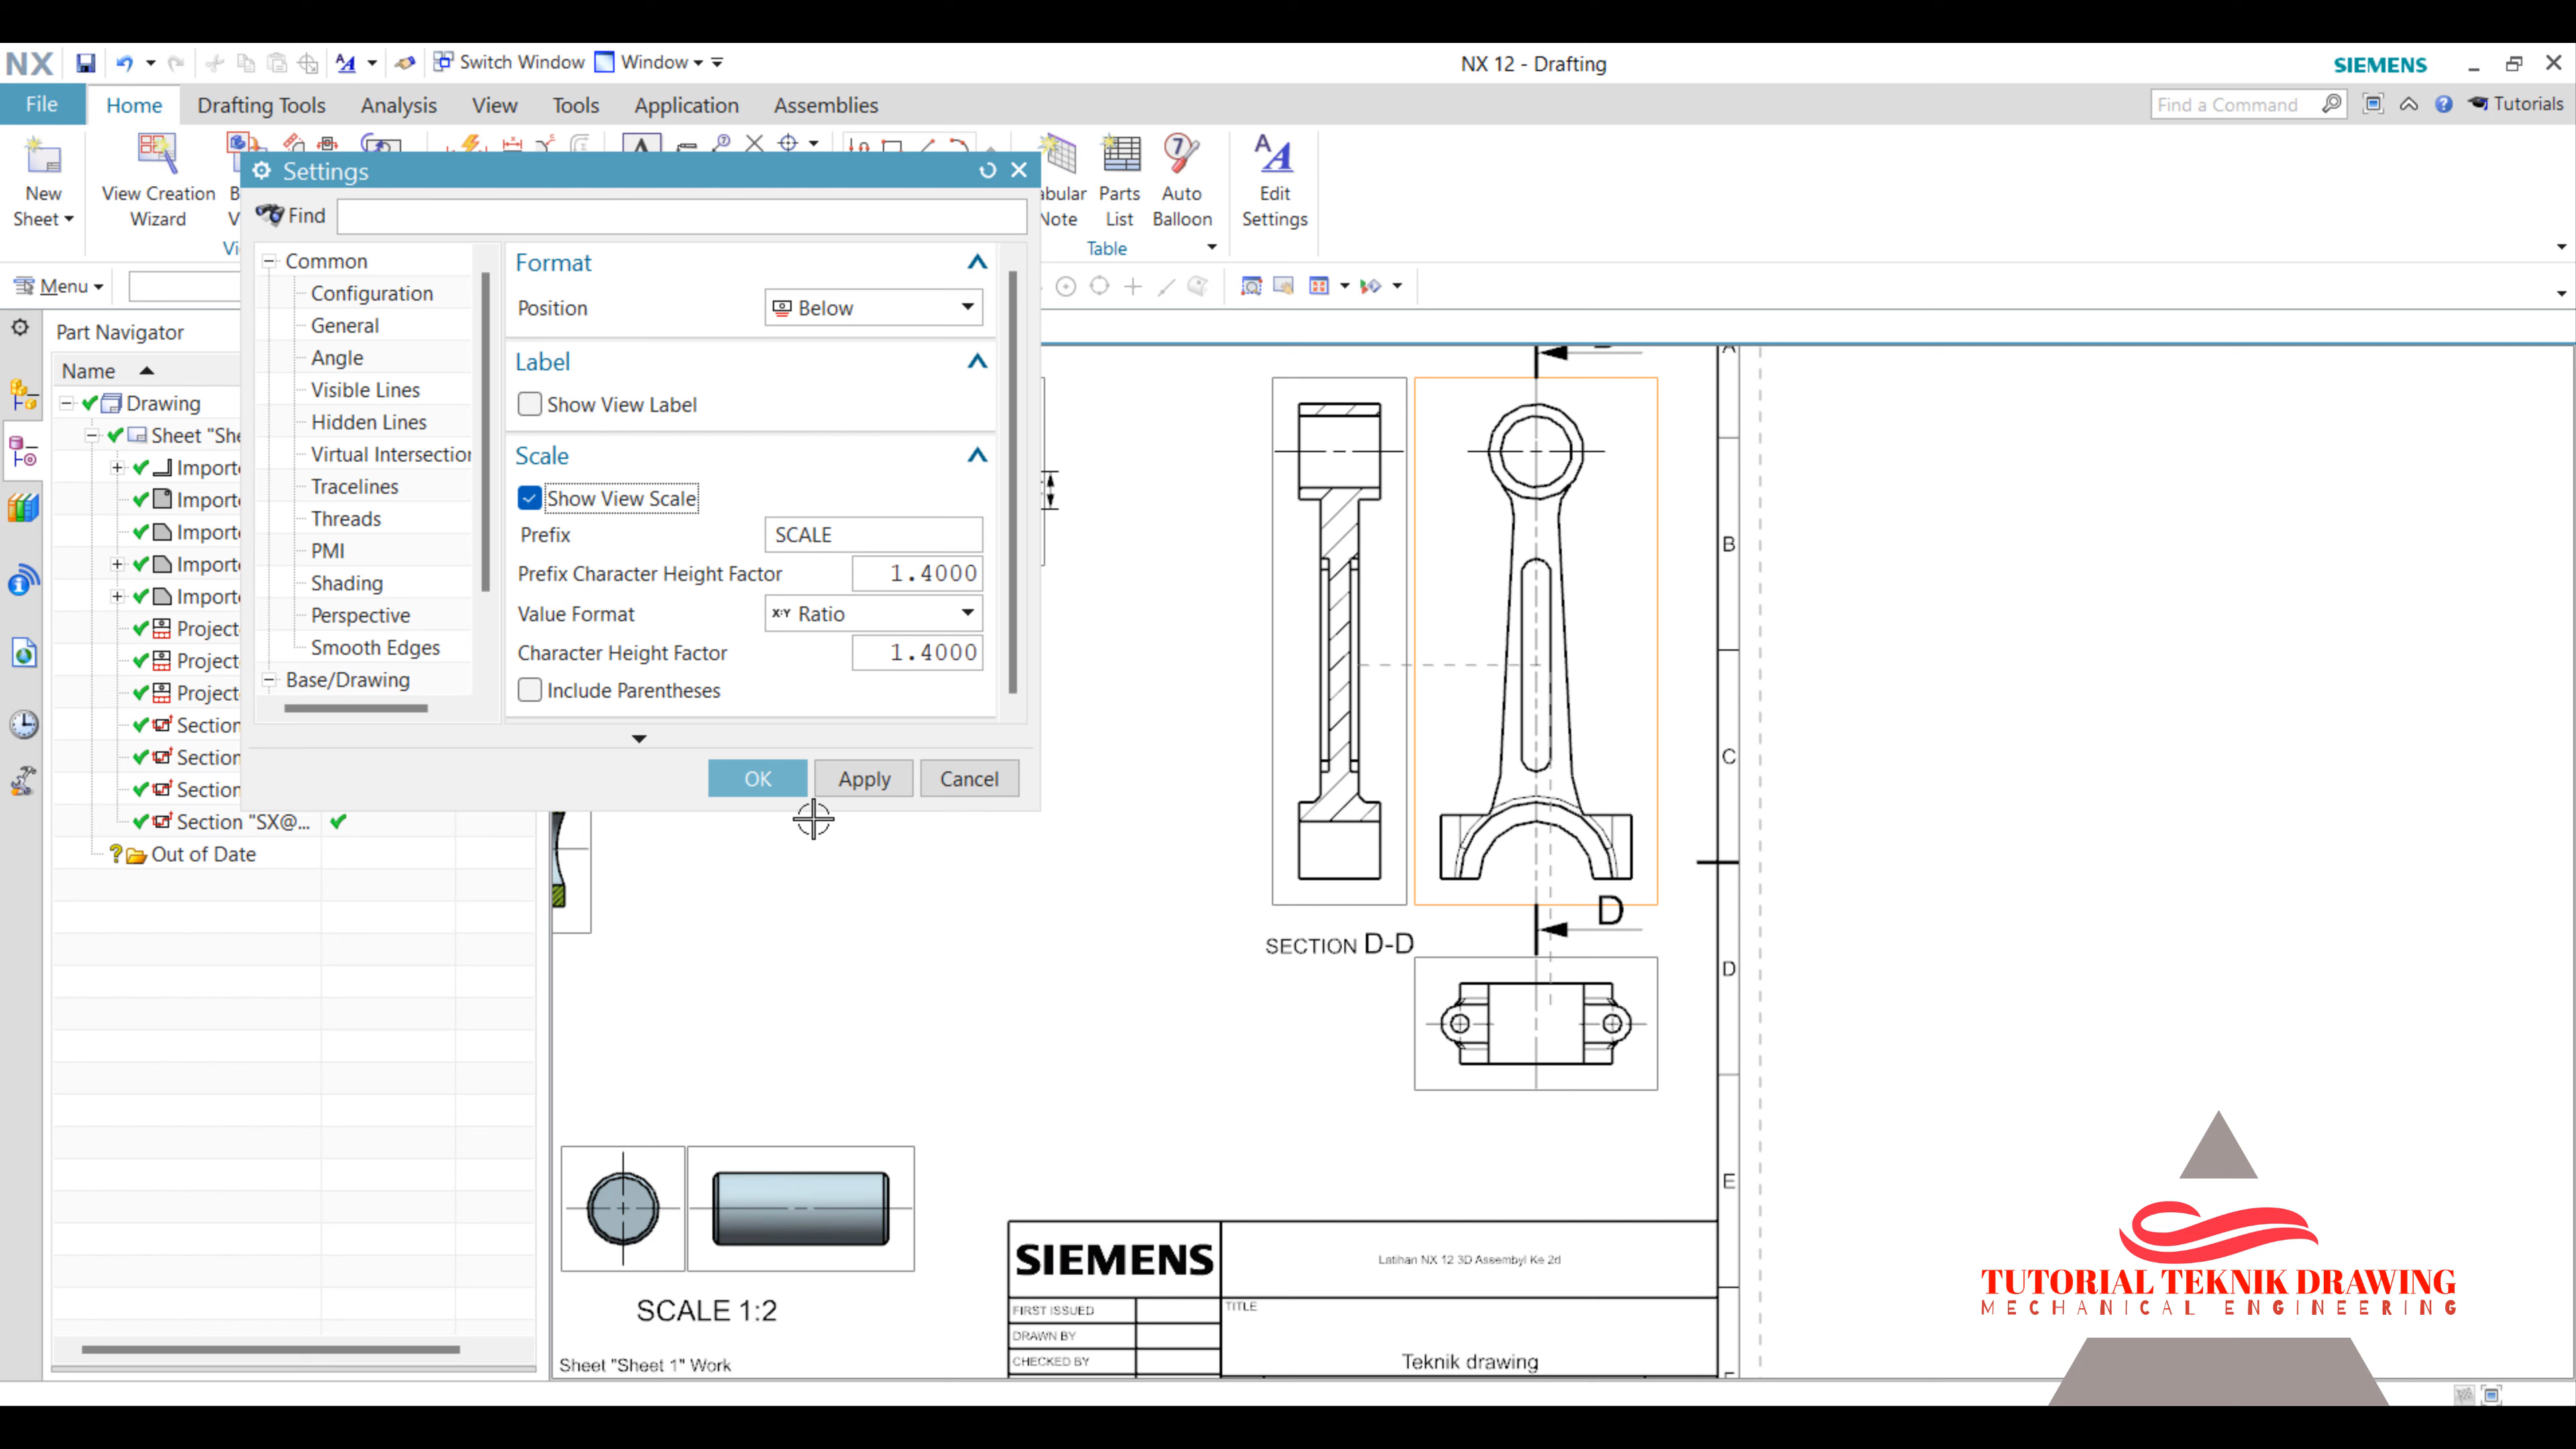 NX
Switch Window
Window
NX 12 - Drafting
SIEMENS
File
Home
Drafting Tools
Analysis
View
Tools
Application
Assemblies
Find a Command
Tutorials
New
Sheet
View Creation
Wizard
Parts
List
Auto
Balloon
Edit
Settings
Note
Table
Settings
Find
Menu
Common
Configuration
General
Angle
Visible Lines
Hidden Lines
Virtual Intersection
Tracelines
Threads
PMI
Shading
Perspective
Smooth Edges
Base/Drawing
Format
Position
Below
Label
Show View Label
Scale
Show View Scale
Prefix
SCALE
Prefix Character Height Factor
1.4000
Value Format
X:Y Ratio
Character Height Factor
1.4000
Include Parentheses
OK
Apply
Cancel
Part Navigator
Name
Drawing
Sheet "She
Importe
Importe
Importe
Importe
Importe
Project
Project
Project
Section
Section
Section
Section "SX@...
Out of Date
A
B
C
D
E
D
SECTION D-D
SCALE 1:2
Sheet "Sheet 1" Work
SIEMENS
Latihan NX 12 3D Assembyl Ke 2d
FIRST ISSUED
TITLE
DRAWN BY
CHECKED BY
Teknik drawing
TUTORIAL TEKNIK DRAWING
MECHANICAL ENGINEERING